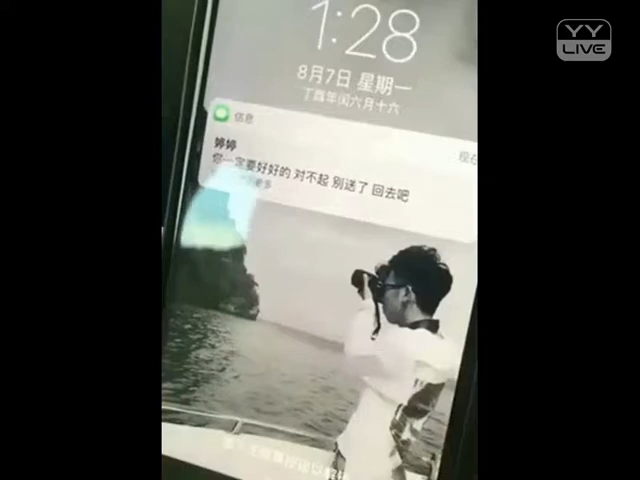 YY
LIVE
1:28
8月7日 星期一
丁酉年闰六月十六
信息
现在
婷婷
你一定要好好的 对不起 别送了 回去吧
更多